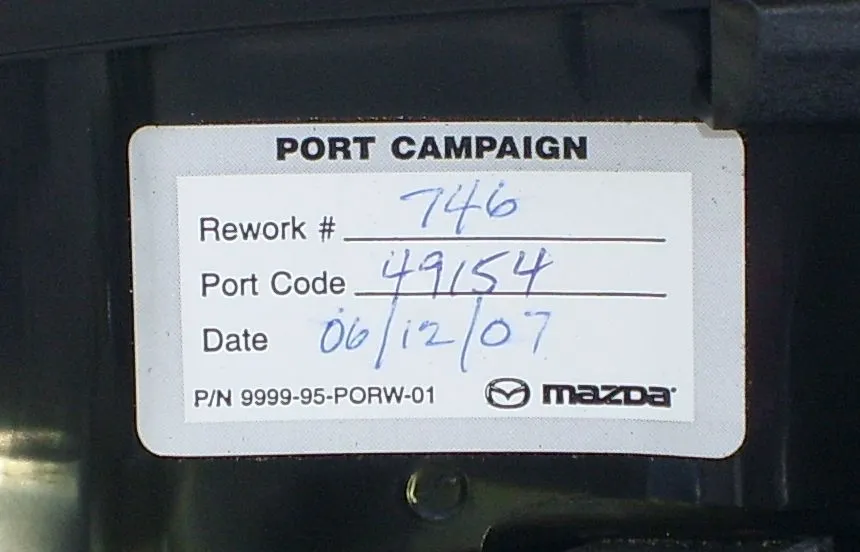 PORT CAMPAIGN
Rework # 746
Port Code 49154
Date 06/12/07
P/N 9999-95-PORW-01 mazda